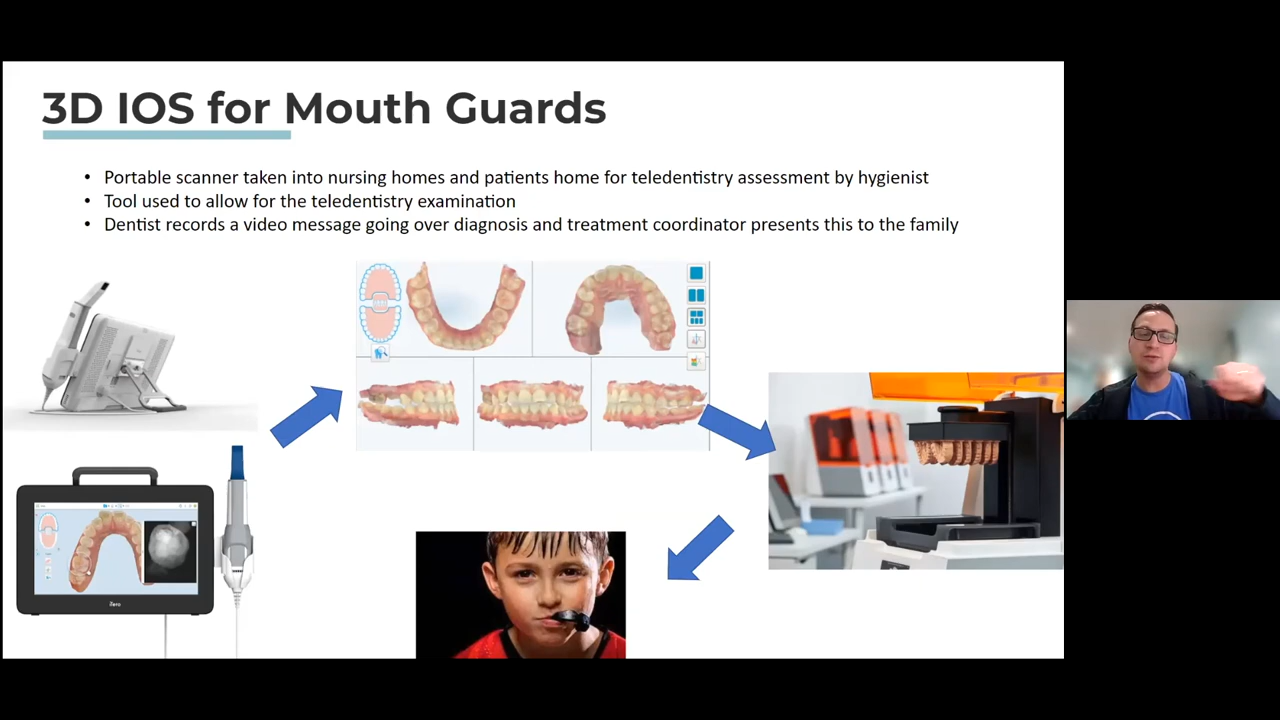 3D IOS for Mouth Guards
• Portable scanner taken into nursing homes and patients home for teledentistry assessment by hygienist
• Tool used to allow for the teledentistry examination
• Dentist records a video message going over diagnosis and treatment coordinator presents this to the family
iTero